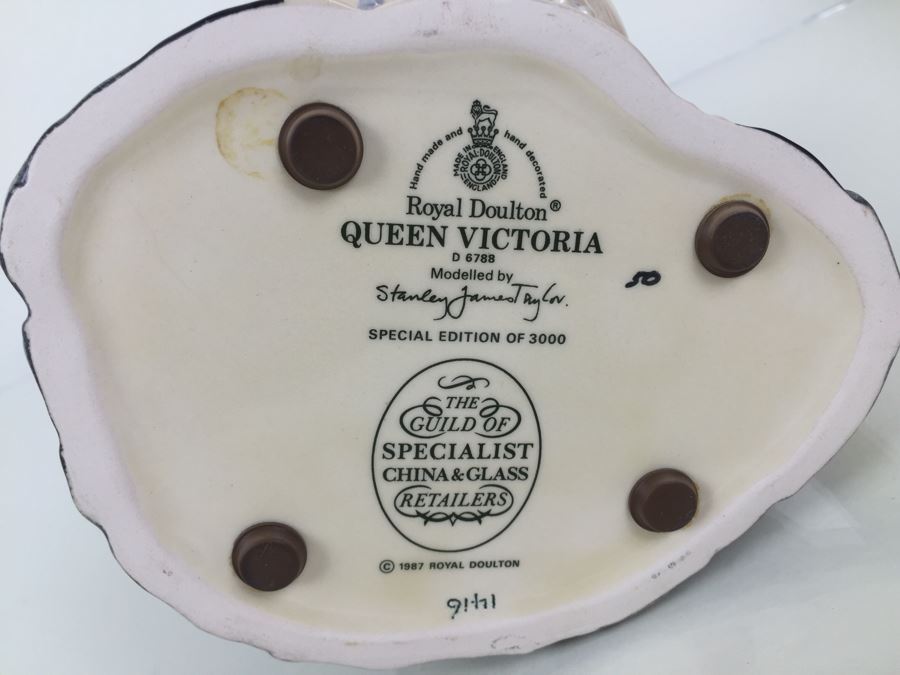 Hand made and hand decorated
MADE IN ENGLAND
ROYAL DOULTON
ENGLAND
Royal Doulton®
QUEEN VICTORIA
D 6788
Modelled by
Stanley James Taylor.
SPECIAL EDITION OF 3000
50
THE
GUILD OF
SPECIALIST
CHINA & GLASS
RETAILERS
© 1987 ROYAL DOULTON